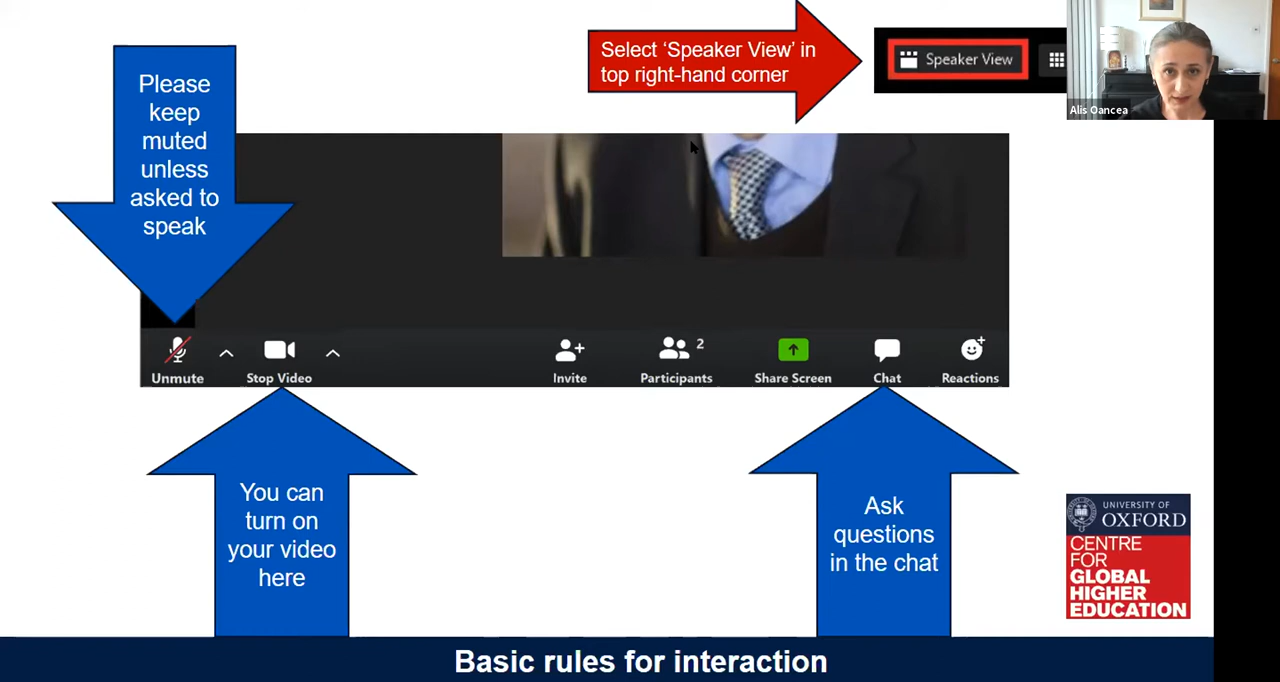 Select ‘Speaker View’ in
top right-hand corner
Speaker View
Alis Oancea
Please
keep
muted
unless
asked to
speak
2
Unmute
Stop Video
Invite
Participants
Share Screen
Chat
Reactions
You can
turn on
your video
here
Ask
questions
in the chat
UNIVERSITY OF
OXFORD
CENTRE
FOR
GLOBAL
HIGHER
EDUCATION
Basic rules for interaction